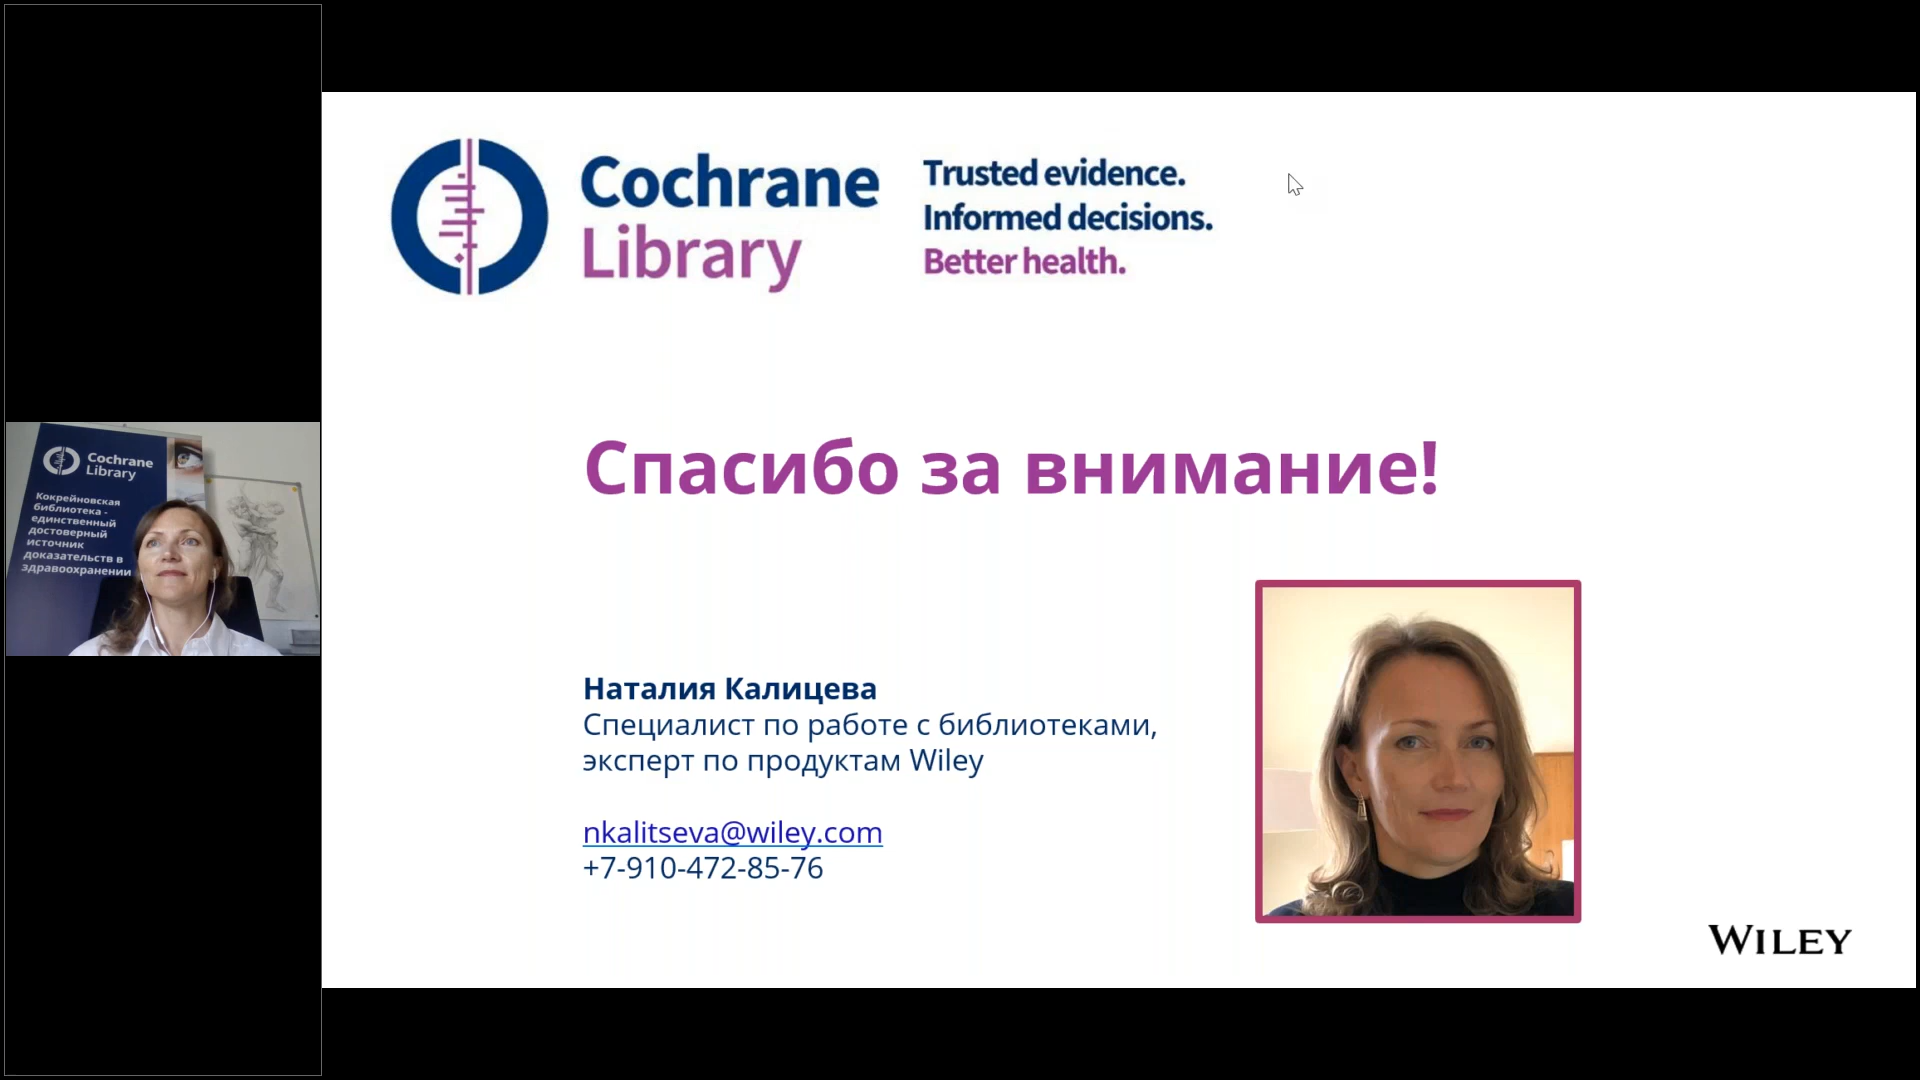 Cochrane
Library
Trusted evidence.
Informed decisions.
Better health.
Спасибо за внимание!
Cochrane
Library
Кокрейновская
библиотека -
единственный
достоверный
источник
доказательств в
здравоохранении
Наталия Калицева
Специалист по работе с библиотеками,
эксперт по продуктам Wiley
nkalitseva@wiley.com
+7-910-472-85-76
WILEY